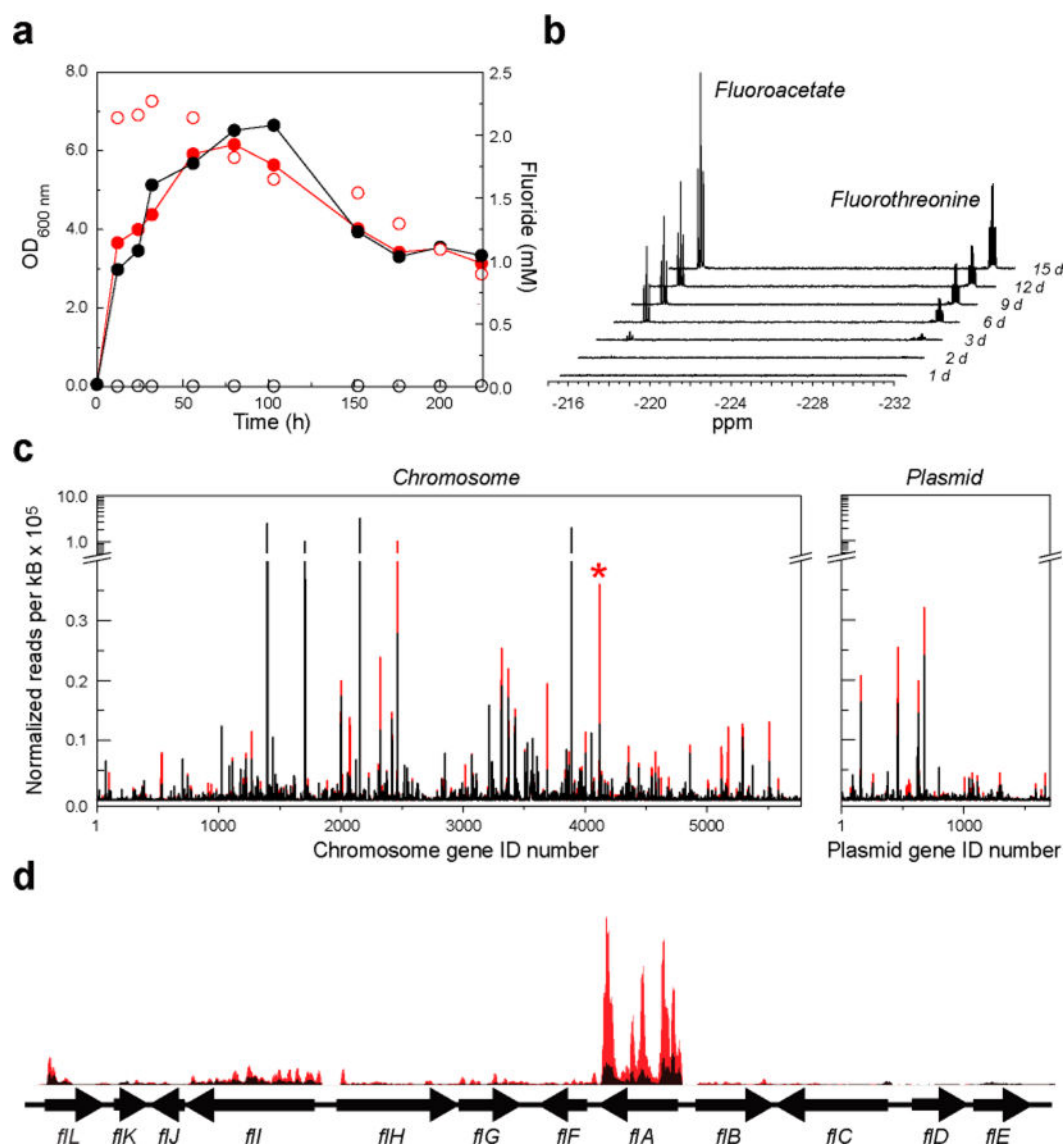 a
8.0
6.0
4.0
2.0
0.0
OD600 nm
2.5
2.0
1.5
1.0
0.5
0.0
Fluoride (mM)
0 50 100 150 200
Time (h)
b
Fluoroacetate
Fluorothreonine
15 d
12 d
9 d
6 d
3 d
2 d
1 d
-216 -220 -224 -228 -232
ppm
c
Chromosome
Plasmid
Normalized reads per kB x 10⁵
10.0
1.0
0.3
0.2
0.1
0.0
*
1 1000 2000 3000 4000 5000
Chromosome gene ID number
1 1000
Plasmid gene ID number
d
flL flK flJ flI flH flG flF flA flB flC flD flE